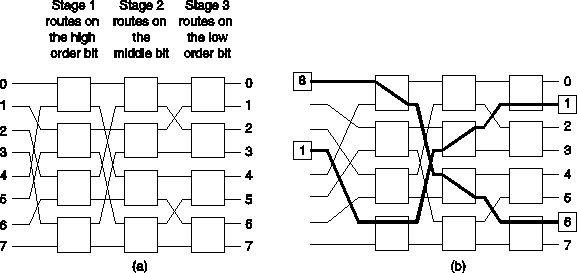 Stage 1 Stage 2 Stage 3
routes on routes on routes on
the high the the low
order bit middle bit order bit
0 0 6 0
1 1 1
2 2 2
3 3 1 3
4 4 4
5 5 5
6 6 6
7 7 7
(a) (b)